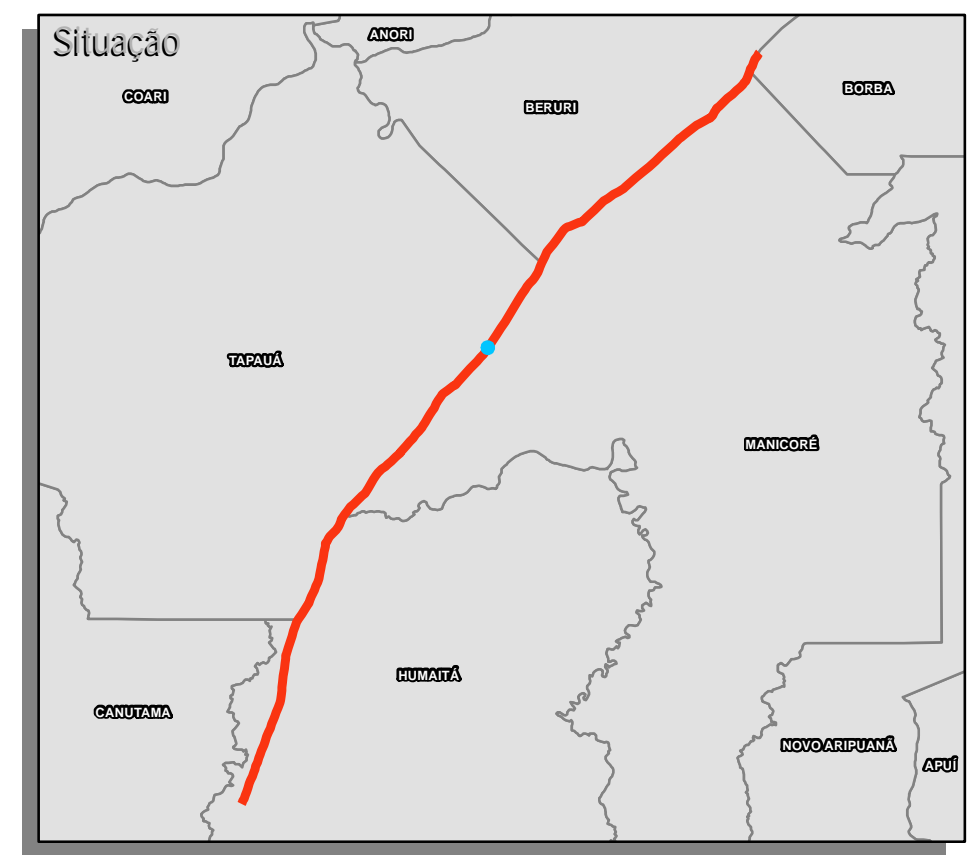 Situação
ANORI
COARI
BORBA
BERURI
TAPAUÁ
MANICORÉ
HUMAITÁ
CANUTAMA
NOVO ARIPUANÃ
APUÍ